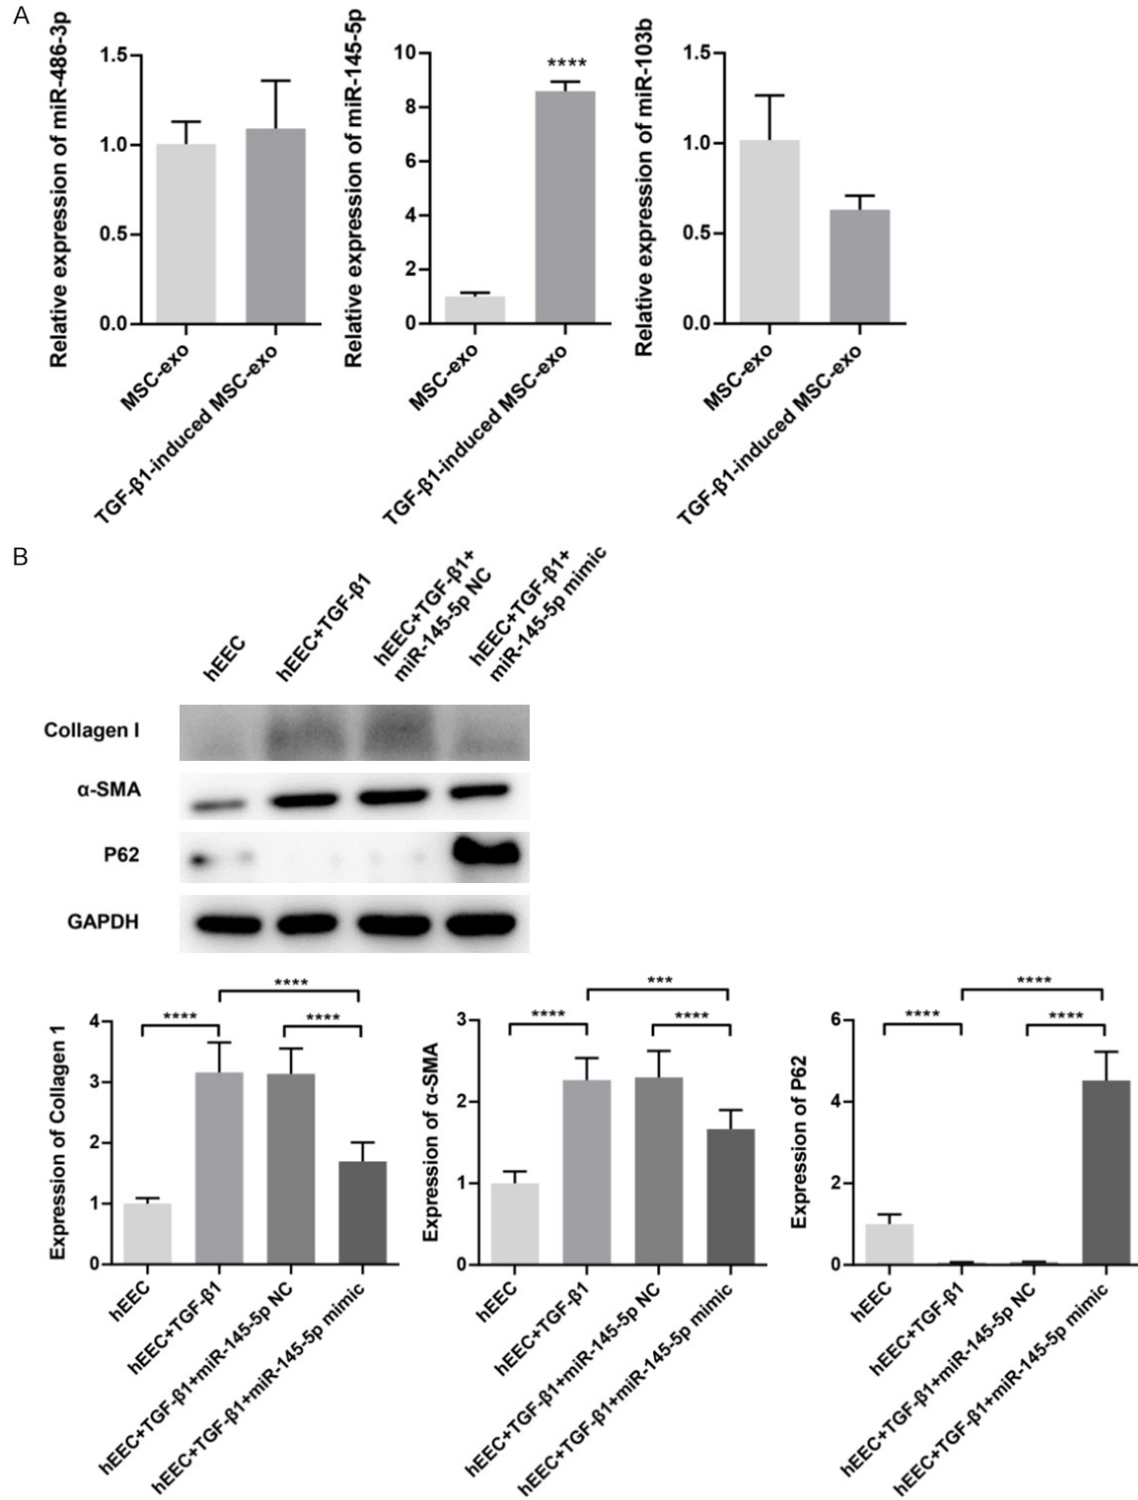 A
Relative expression of miR-486-3p
1.5
1.0
0.5
0.0
MSC-exo
TGF-β1-induced MSC-exo
Relative expression of miR-145-5p
10
8
6
4
2
0
****
MSC-exo
TGF-β1-induced MSC-exo
Relative expression of miR-103b
1.5
1.0
0.5
0.0
MSC-exo
TGF-β1-induced MSC-exo
B
hEEC
hEEC+TGF-β1
hEEC+TGF-β1+
miR-145-5p NC
hEEC+TGF-β1+
miR-145-5p mimic
Collagen I
α-SMA
P62
GAPDH
Expression of Collagen 1
4
3
2
1
0
****
****
****
hEEC
hEEC+TGF-β1
hEEC+TGF-β1+miR-145-5p NC
hEEC+TGF-β1+miR-145-5p mimic
Expression of α-SMA
3
2
1
0
***
****
****
hEEC
hEEC+TGF-β1
hEEC+TGF-β1+miR-145-5p NC
hEEC+TGF-β1+miR-145-5p mimic
Expression of P62
6
4
2
0
****
****
****
hEEC
hEEC+TGF-β1
hEEC+TGF-β1+miR-145-5p NC
hEEC+TGF-β1+miR-145-5p mimic